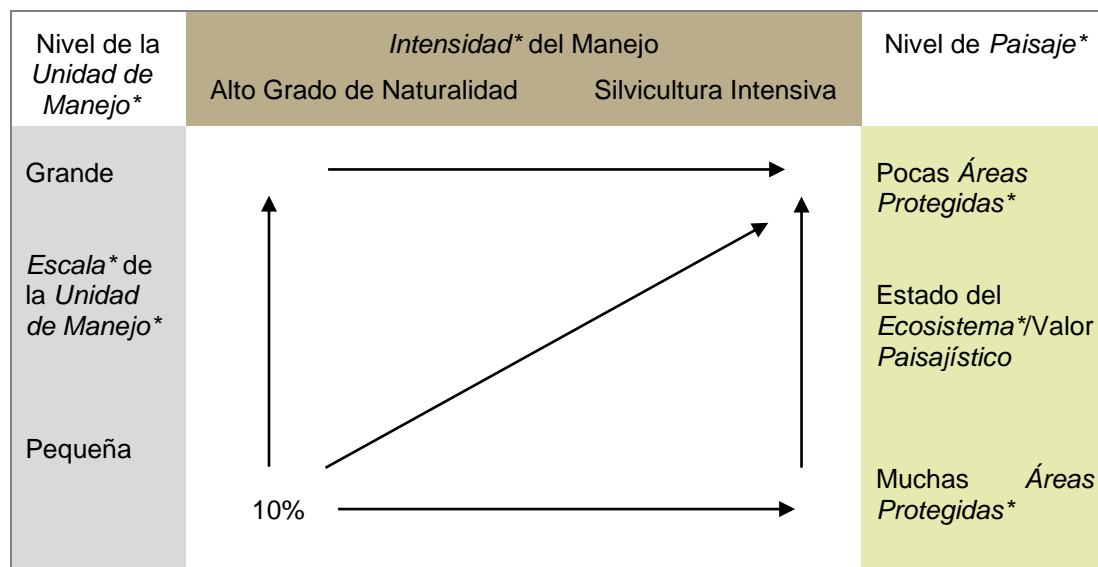 Nivel de la
Unidad de
Manejo*
Intensidad* del Manejo
Alto Grado de Naturalidad Silvicultura Intensiva
Nivel de Paisaje*
Grande
Escala* de
la Unidad
de Manejo*
Pequeña
10%
Pocas Áreas
Protegidas*
Estado del
Ecosistema*/Valor
Paisajístico
Muchas Áreas
Protegidas*